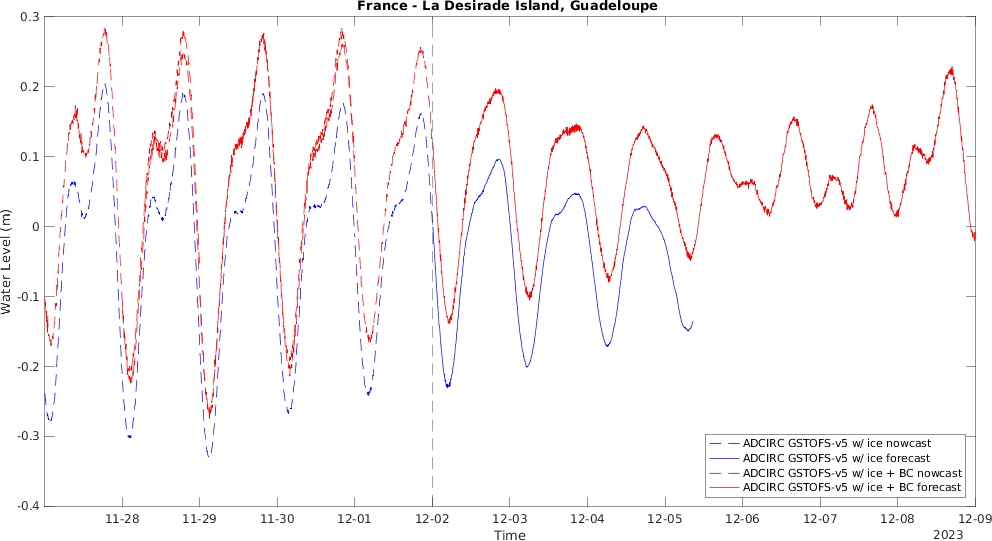 France - La Desirade Island, Guadeloupe
Water Level (m)
0.3
0.2
0.1
0
-0.1
-0.2
-0.3
-0.4
ADCIRC GSTOFS-v5 w/ ice nowcast
ADCIRC GSTOFS-v5 w/ ice forecast
ADCIRC GSTOFS-v5 w/ ice + BC nowcast
ADCIRC GSTOFS-v5 w/ ice + BC forecast
11-28 11-29 11-30 12-01 12-02 12-03 12-04 12-05 12-06 12-07 12-08 12-09
Time
2023